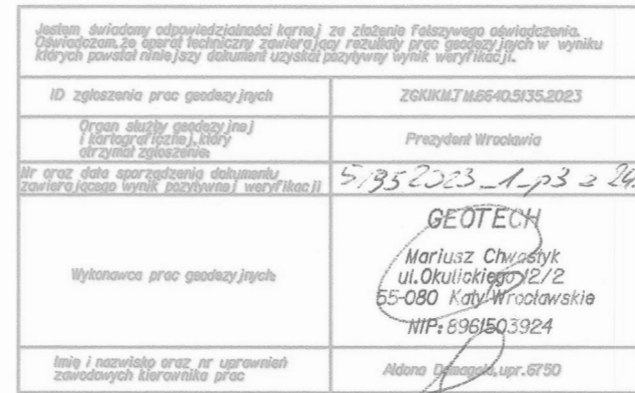 Jestem świadomy odpowiedzialności karnej za złożenie fałszywego oświadczenia.
Oświadczam,że operat techniczny zawierający rezultaty prac geodezyjnych w wyniku
których powstał niniejszy dokument uzyskał pozytywny wynik weryfikacji.
ID zgłoszenia prac geodezyjnych
ZGKIKM.TM.6640.5135.2023
Organ służby geodezyjnej
i kartograficznej,który
otrzymał zgłoszenie:
Prezydent Wrocławia
Nr oraz data sporządzenia dokumentu
zawierającego wynik pozytywnej weryfikacji
5135 2023_1_p3 z 24
Wykonawca prac geodezyjnych:
GEOTECH
Mariusz Chwastyk
ul.Okulickiego 12/2
55-080 Katy Wrocławskie
NIP: 8961503924
Imię i nazwisko oraz nr uprawnień
zawodowych kierownika prac
Aldona Domagała,upr.6750